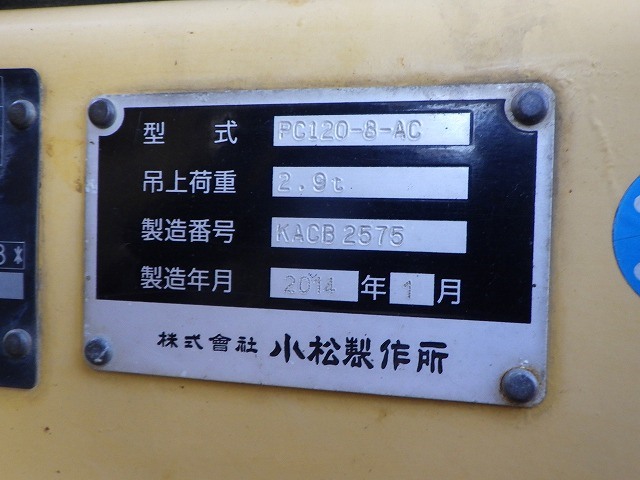 型 式 PC120-8-AC
吊上荷重 2.9t
製造番号 KACB 2575
製造年月 2014 年 1 月
株式會社 小松製作所